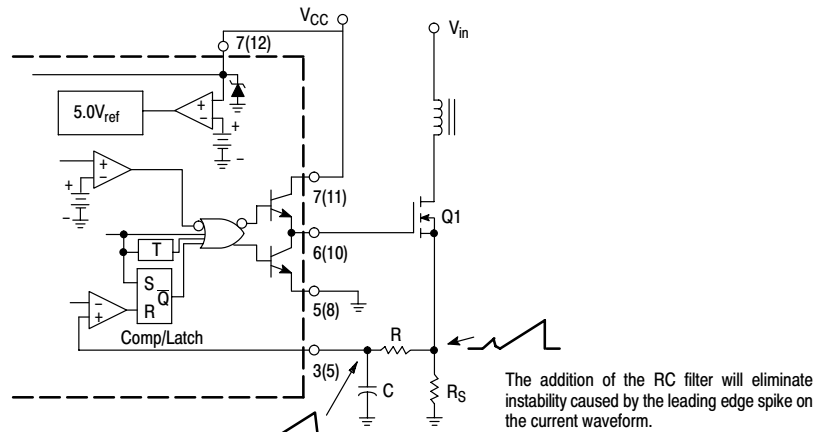 V_CC
V_in
7(12)
5.0V_ref
+
−
+
−
+
−
+
−
7(11)
Q1
6(10)
T
S
Q̅
R
−
+
5(8)
Comp/Latch
R
3(5)
C
R_S
The addition of the RC filter will eliminate
instability caused by the leading edge spike on
the current waveform.